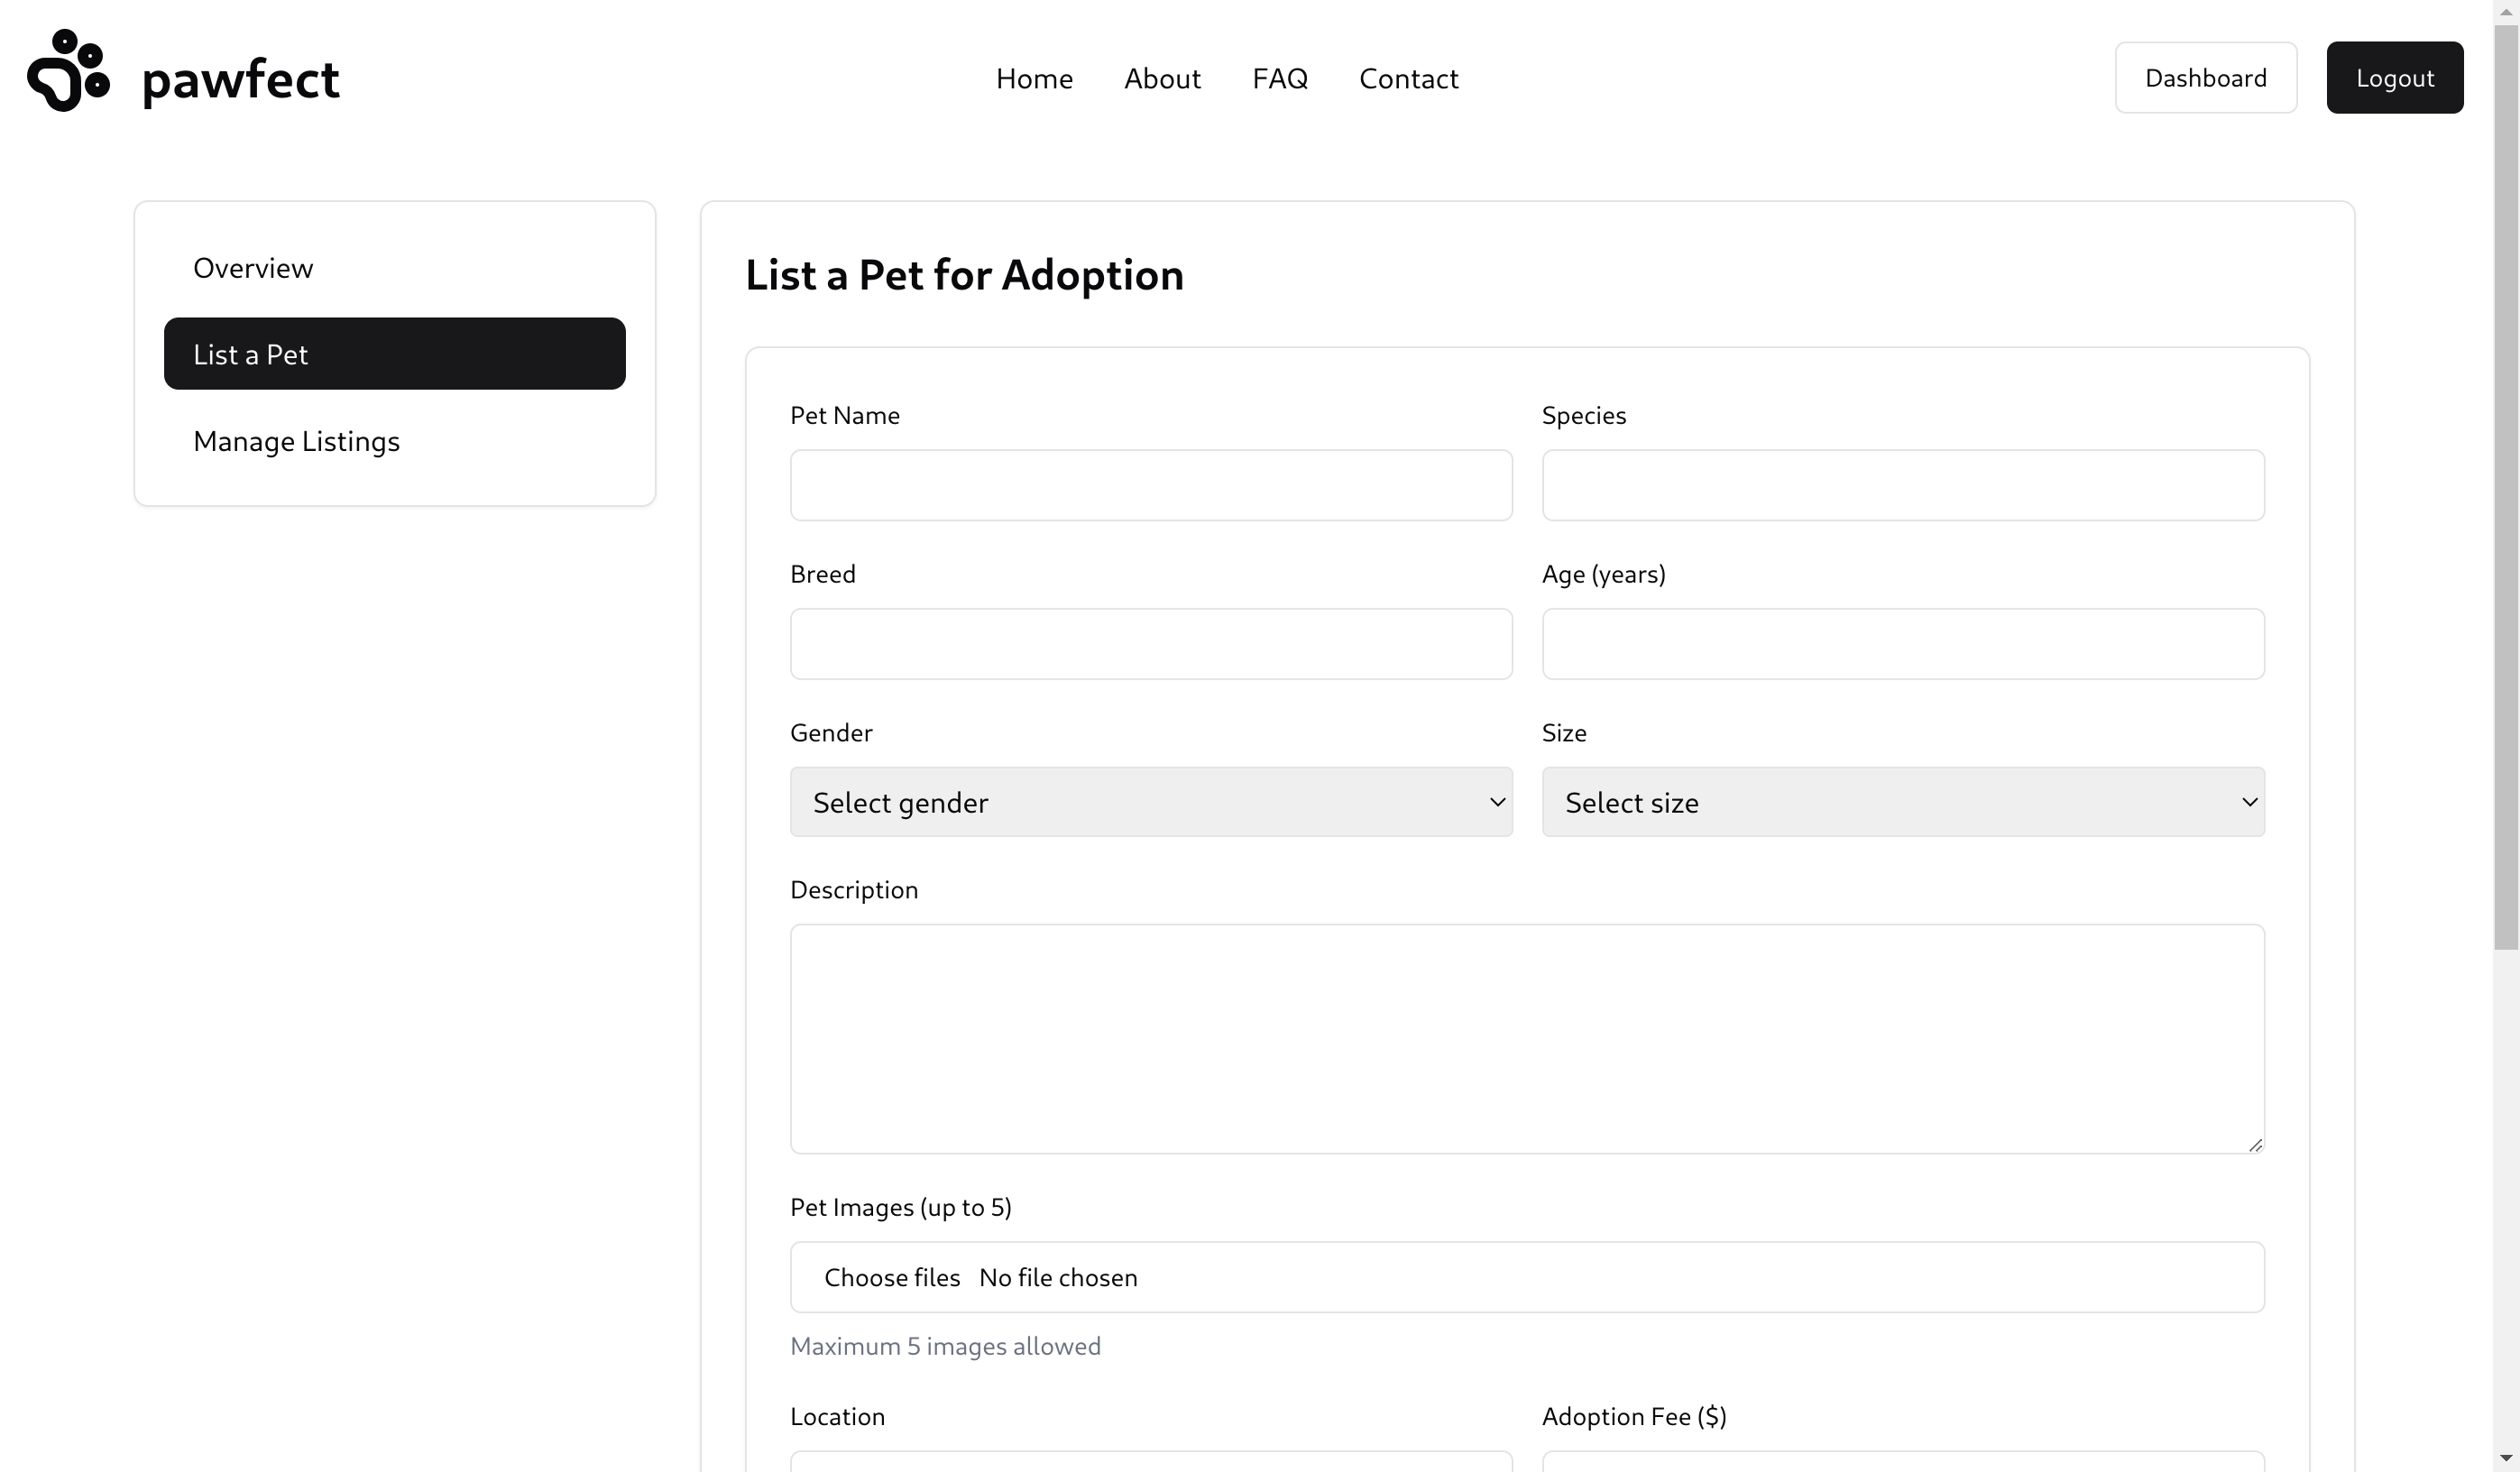 pawfect
Home About FAQ Contact
Dashboard Logout
Overview
List a Pet
Manage Listings
List a Pet for Adoption
Pet Name
Species
Breed
Age (years)
Gender
Size
Select gender
Select size
Description
Pet Images (up to 5)
Choose files No file chosen
Maximum 5 images allowed
Location
Adoption Fee ($)